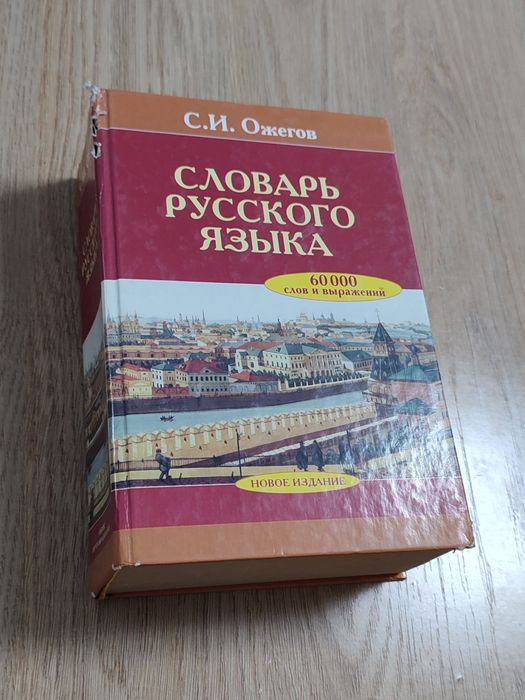 С.И. Ожегов
СЛОВАРЬ
РУССКОГО
ЯЗЫКА
60 000
слов и выражений
НОВОЕ ИЗДАНИЕ